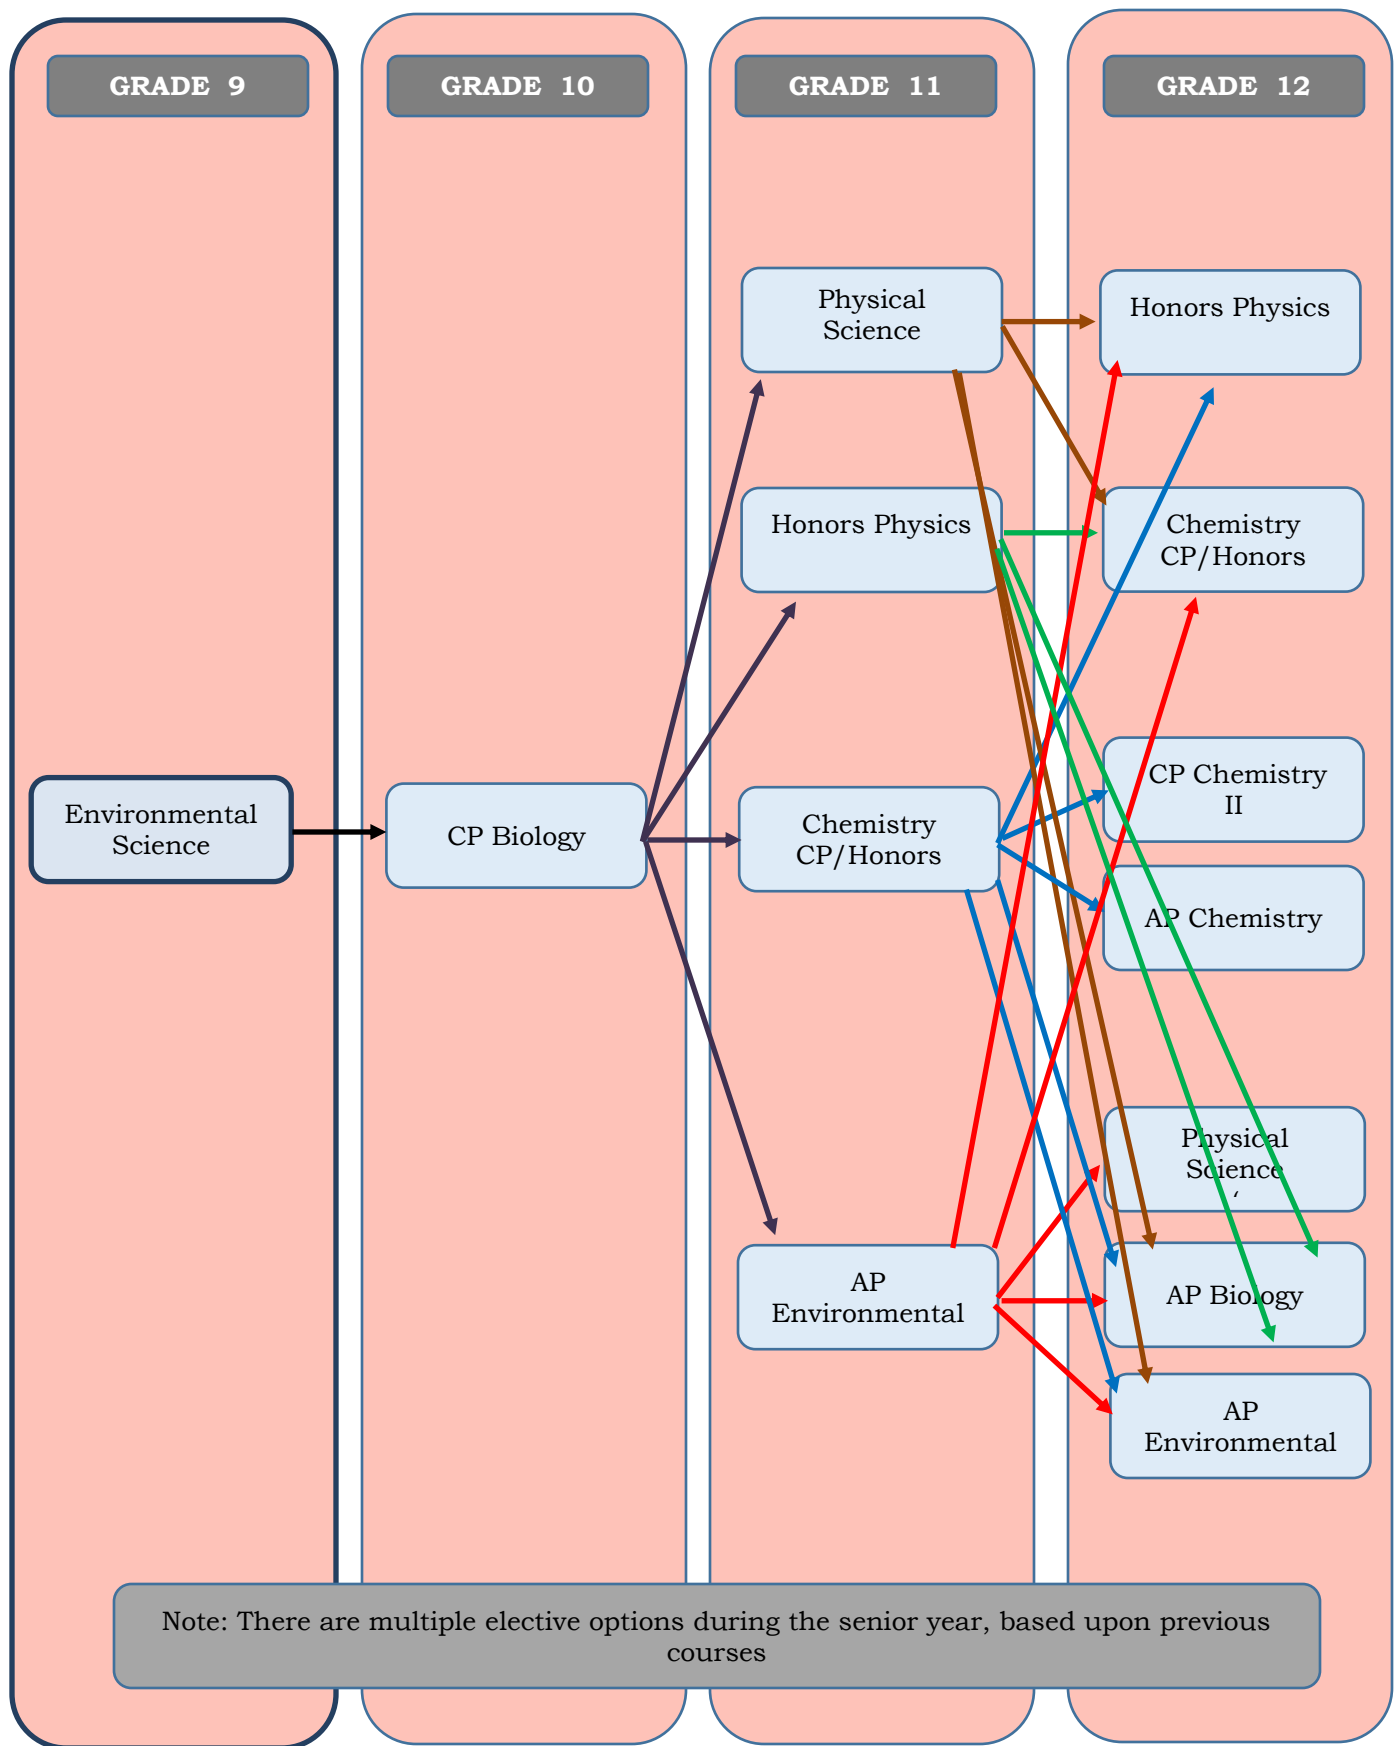 GRADE 9
GRADE 10
GRADE 11
GRADE 12
Physical
Science
Honors Physics
Honors Physics
Chemistry
CP/Honors
Environmental
Science
CP Biology
Chemistry
CP/Honors
CP Chemistry
II
AP Chemistry
Physical
Science
‘
AP
Environmental
AP Biology
AP
Environmental
Note: There are multiple elective options during the senior year, based upon previous
courses